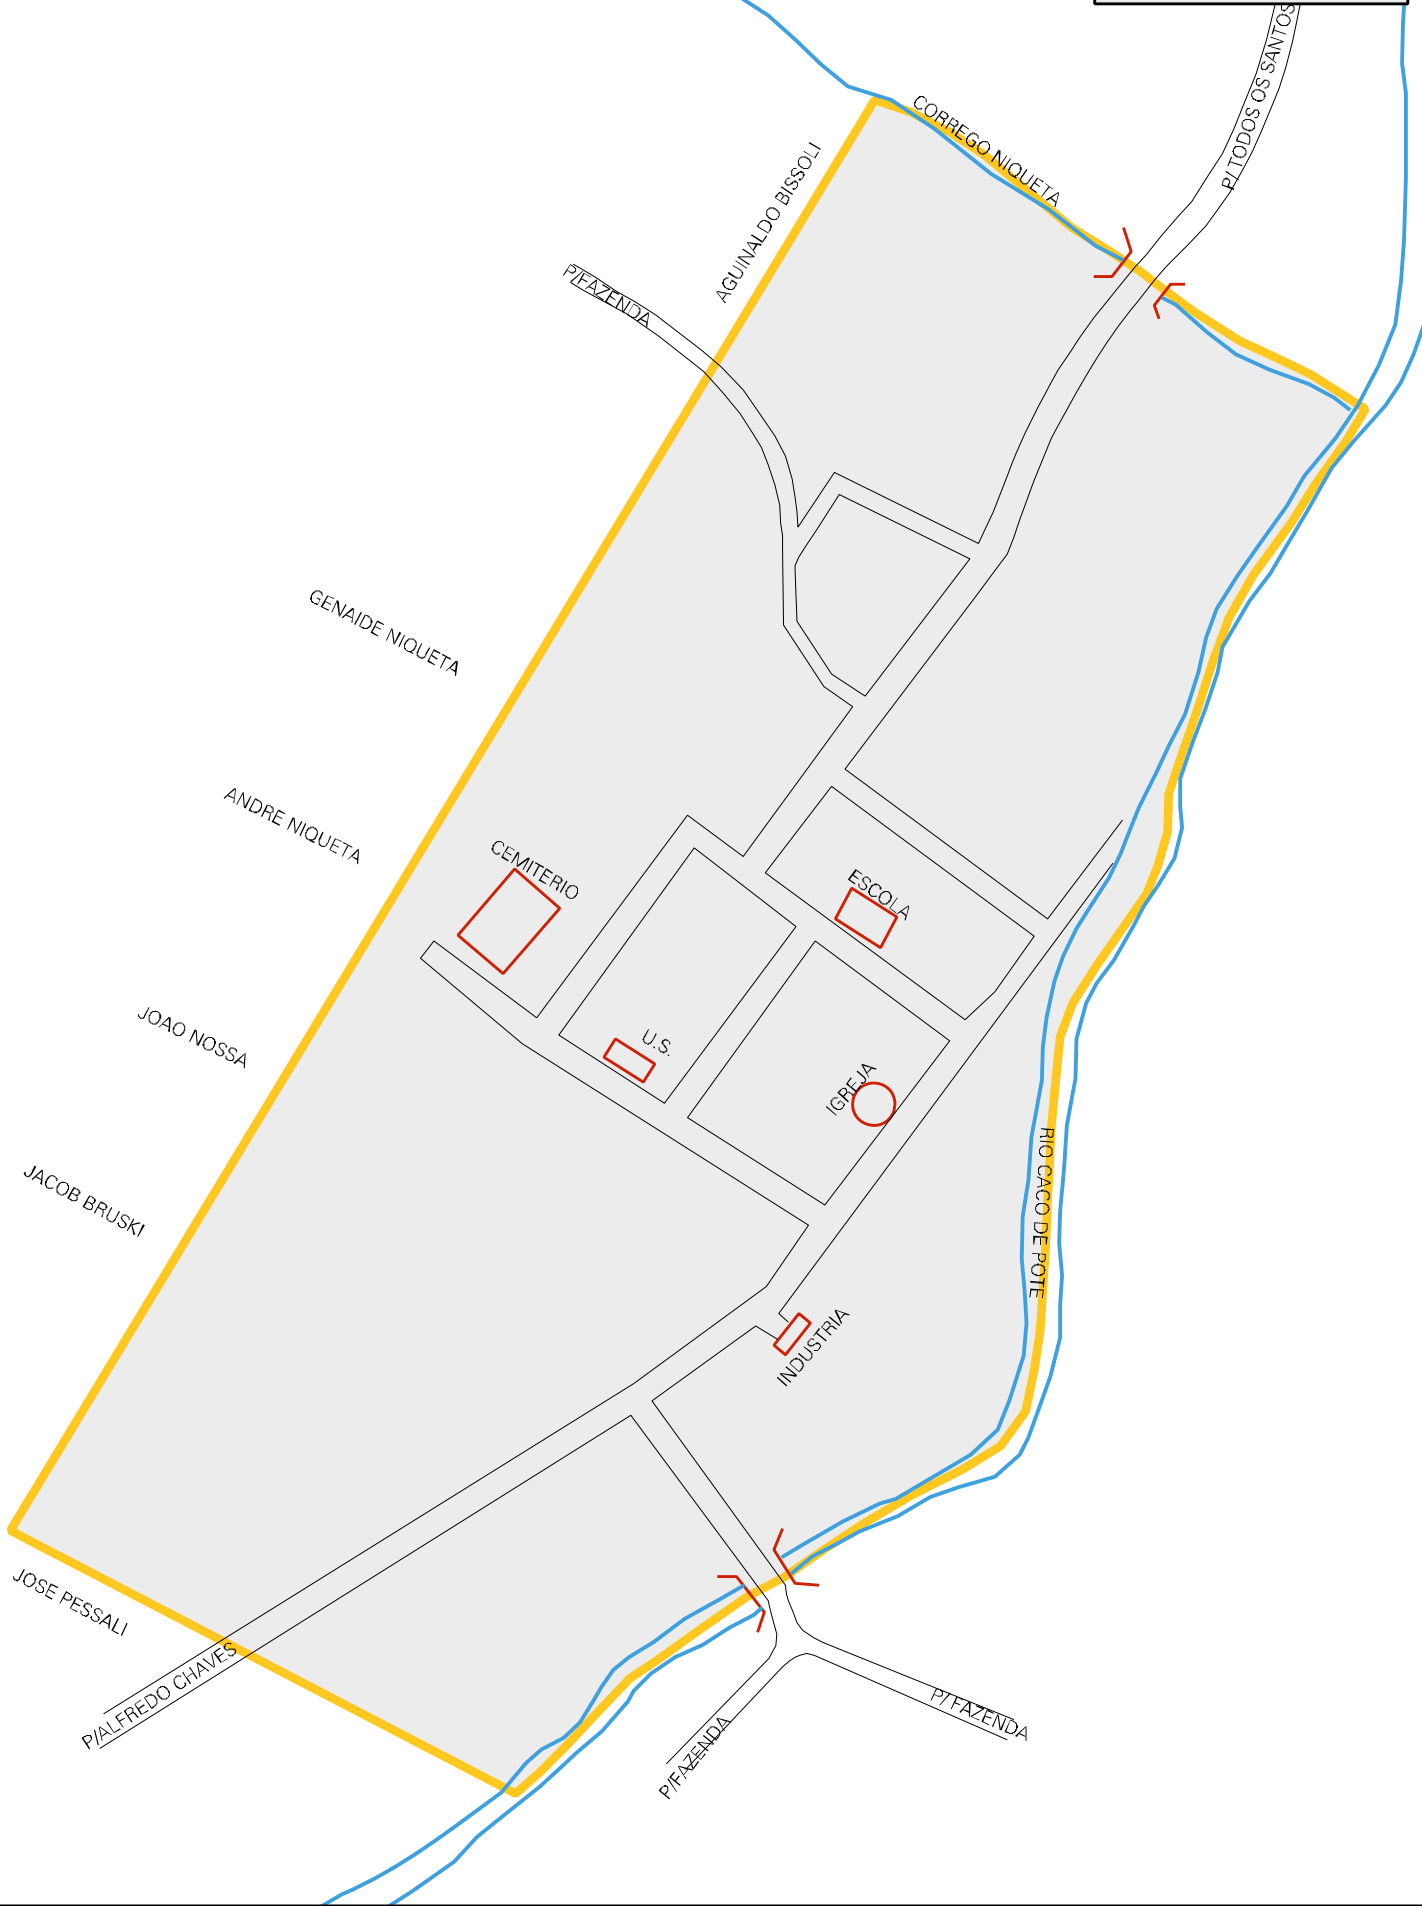 P/ TODOS OS SANTOS
CORREGO NIQUETA
AGUINALDO BISSOLI
P/FAZENDA
GENAIDE NIQUETA
ANDRE NIQUETA
CEMITERIO
ESCOLA
JOAO NOSSA
U.S.
IGREJA
RIO CACO DE POTE
JACOB BRUSKI
INDUSTRIA
JOSE PESSALI
P/ALFREDO CHAVES
P/FAZENDA
P/FAZENDA